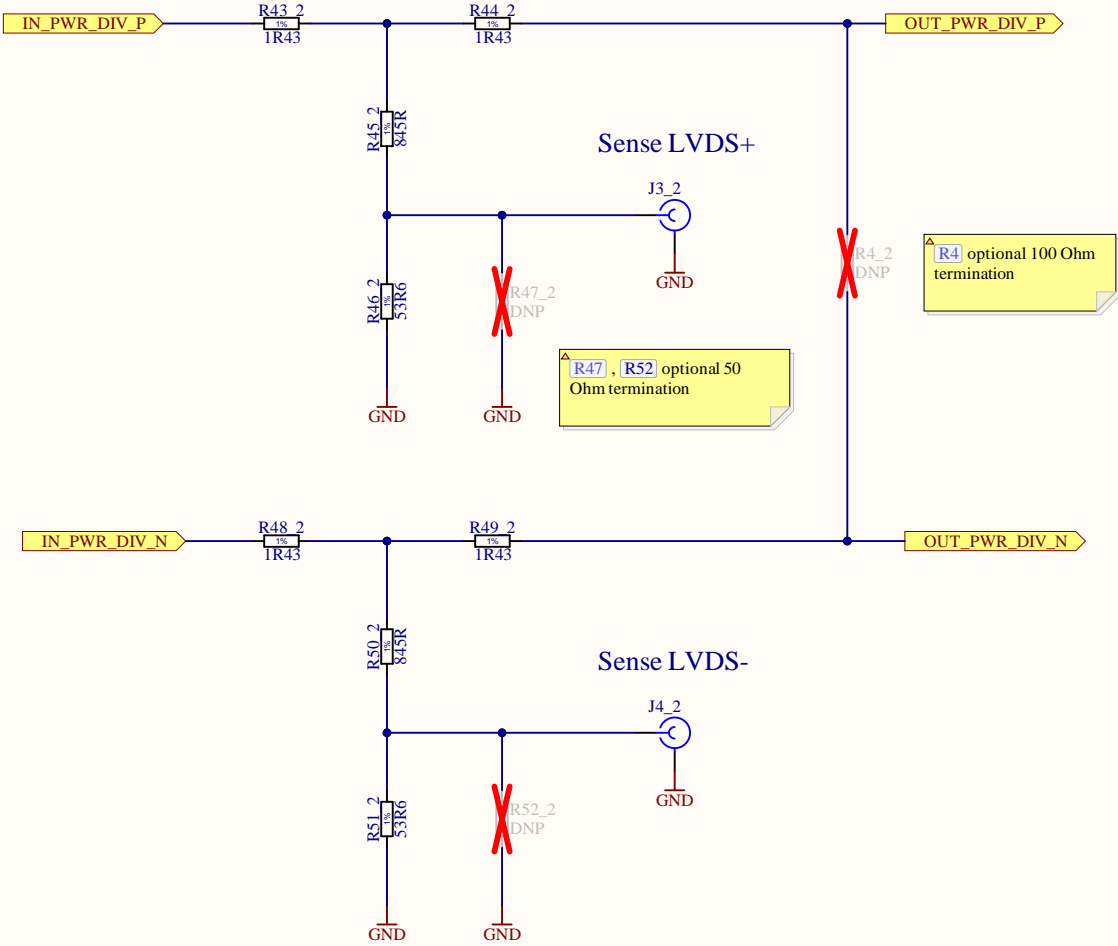 IN_PWR_DIV_P
R43_2
1%
1R43
R44_2
1%
1R43
OUT_PWR_DIV_P
R45_2
1%
845R
Sense LVDS+
J3_2
GND
R46_2
1%
53R6
R47_2
DNP
R4_2
DNP
R4 optional 100 Ohm
termination
R47 , R52 optional 50
Ohm termination
GND
GND
IN_PWR_DIV_N
R48_2
1%
1R43
R49_2
1%
1R43
OUT_PWR_DIV_N
R50_2
1%
845R
Sense LVDS-
J4_2
GND
R51_2
1%
53R6
R52_2
DNP
GND
GND